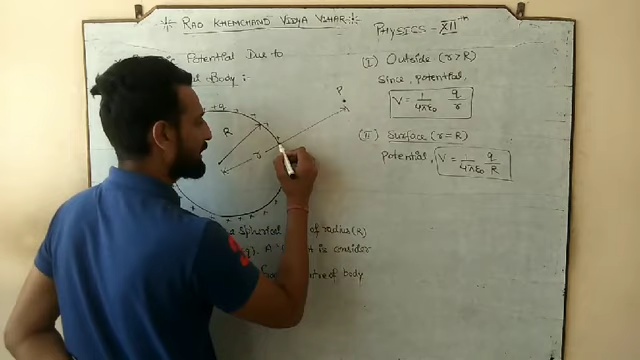 RAO KHEMCHAND VIDYA VIHAR
PHYSICS - XII th
Potential Due to
Body :-
+q
R
r
P
Spherical of radius (R)
(q). A is consider
centre of body
(I) Outside (r > R)
Since, potential,
V = 1/4πε₀ q/r
(II) Surface (r = R)
potential, V = 1/4πε₀ q/R